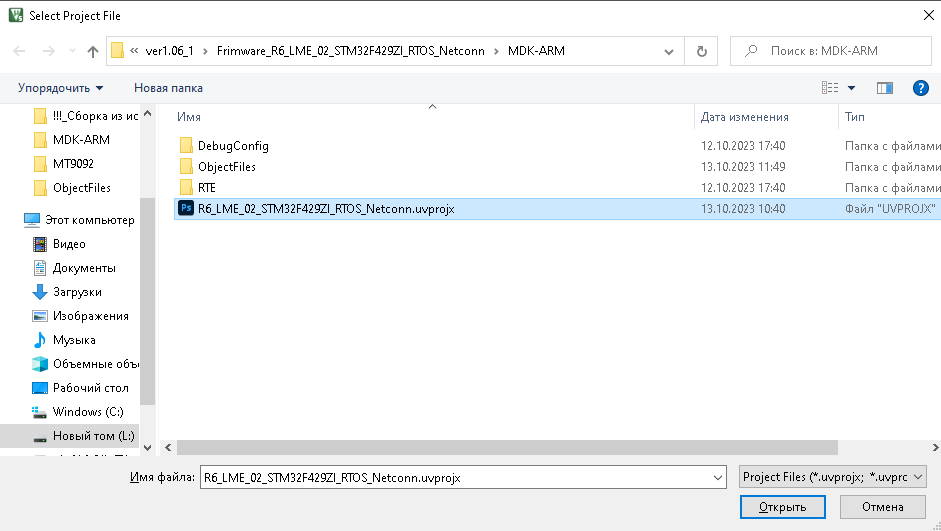 Select Project File
« ver1.06_1 › Frimware_R6_LME_02_STM32F429ZI_RTOS_Netconn › MDK-ARM
Поиск в: MDK-ARM
Упорядочить Новая папка
!!!_Сборка из ис
MDK-ARM
MT9092
ObjectFiles
Этот компьютер
Видео
Документы
Загрузки
Изображения
Музыка
Объемные объ
Рабочий стол
Windows (C:)
Новый том (L:)
Имя Дата изменения Тип
DebugConfig 12.10.2023 17:40 Папка с файлами
ObjectFiles 13.10.2023 11:49 Папка с файлами
RTE 12.10.2023 17:40 Папка с файлами
Ps R6_LME_02_STM32F429ZI_RTOS_Netconn.uvprojx 13.10.2023 10:40 Файл "UVPROJX"
Имя файла: R6_LME_02_STM32F429ZI_RTOS_Netconn.uvprojx Project Files (*.uvprojx; *.uvprc
Открыть Отмена